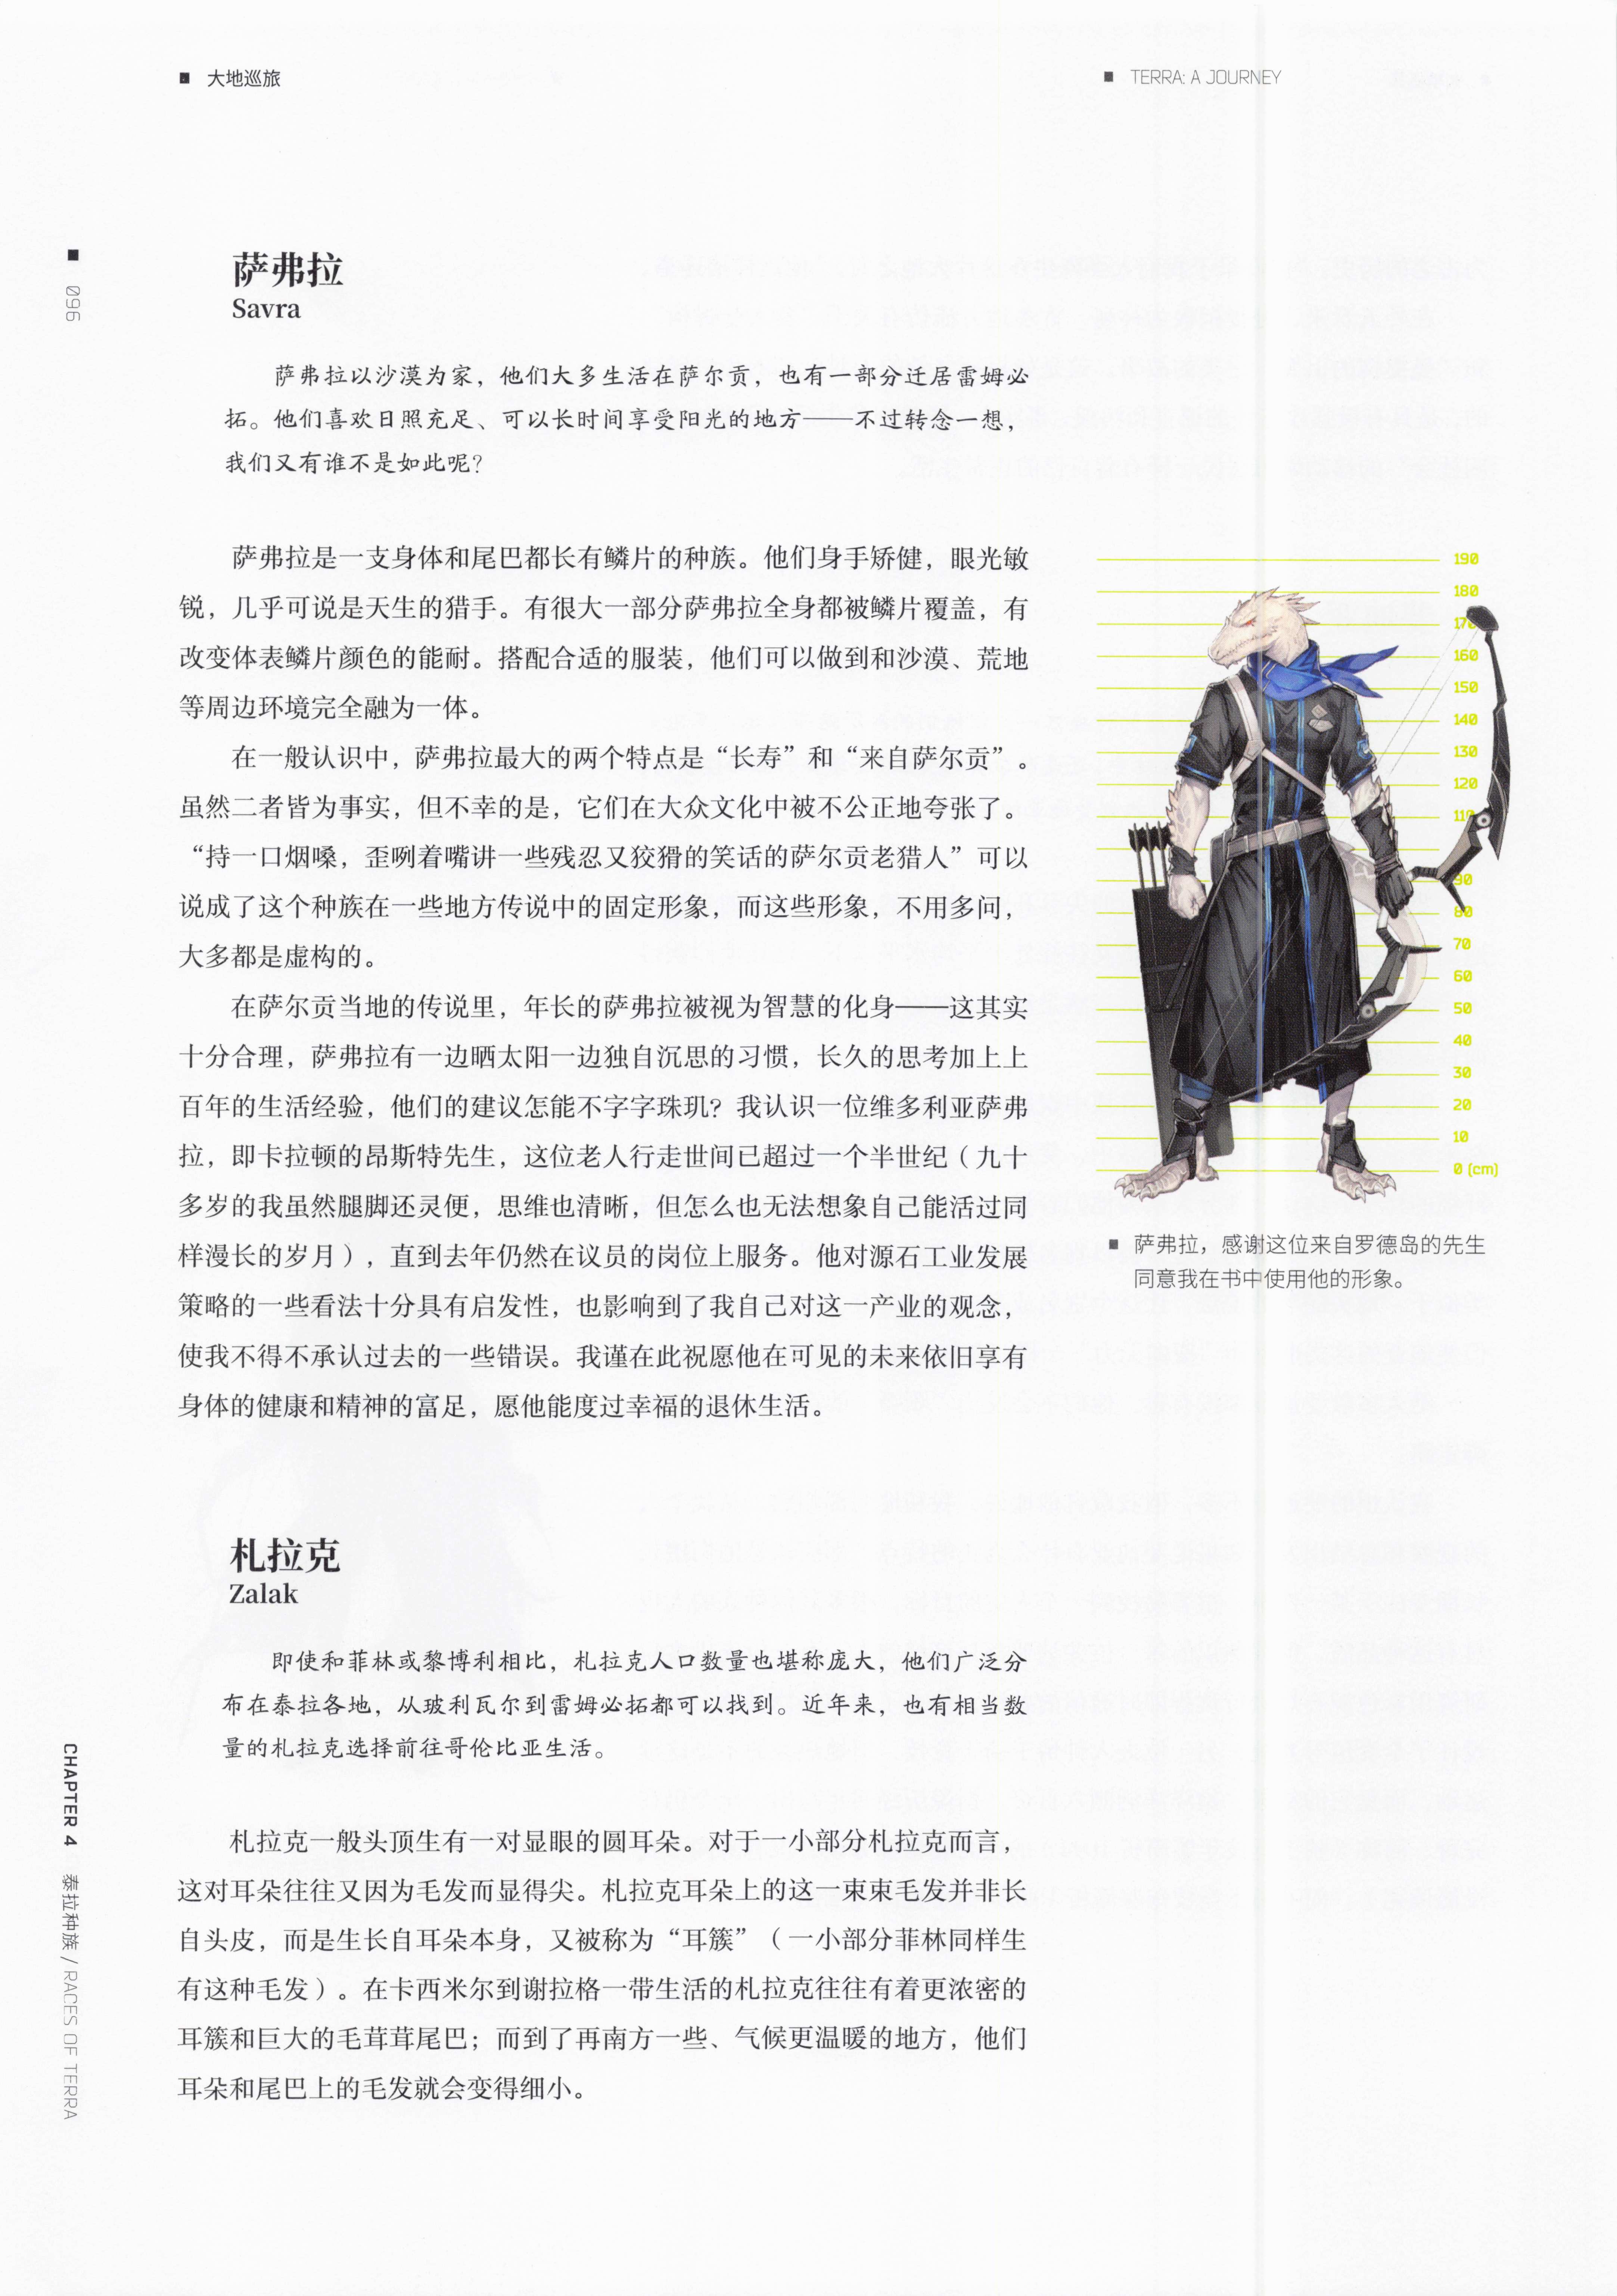 ■ 大地巡旅
■ TERRA: A JOURNEY
■ 096
萨弗拉
Savra
萨弗拉以沙漠为家，他们大多生活在萨尔贡，也有一部分迁居雷姆必
拓。他们喜欢日照充足、可以长时间享受阳光的地方——不过转念一想，
我们又有谁不是如此呢？
萨弗拉是一支身体和尾巴都长有鳞片的种族。他们身手矫健，眼光敏
锐，几乎可说是天生的猎手。有很大一部分萨弗拉全身都被鳞片覆盖，有
改变体表鳞片颜色的能耐。搭配合适的服装，他们可以做到和沙漠、荒地
等周边环境完全融为一体。
在一般认识中，萨弗拉最大的两个特点是“长寿”和“来自萨尔贡”。
虽然二者皆为事实，但不幸的是，它们在大众文化中被不公正地夸张了。
“持一口烟嗓，歪咧着嘴讲一些残忍又狡猾的笑话的萨尔贡老猎人”可以
说成了这个种族在一些地方传说中的固定形象，而这些形象，不用多问，
大多都是虚构的。
在萨尔贡当地的传说里，年长的萨弗拉被视为智慧的化身——这其实
十分合理，萨弗拉有一边晒太阳一边独自沉思的习惯，长久的思考加上上
百年的生活经验，他们的建议怎能不字字珠玑？我认识一位维多利亚萨弗
拉，即卡拉顿的昂斯特先生，这位老人行走世间已超过一个半世纪（九十
多岁的我虽然腿脚还灵便，思维也清晰，但怎么也无法想象自己能活过同
样漫长的岁月），直到去年仍然在议员的岗位上服务。他对源石工业发展
策略的一些看法十分具有启发性，也影响到了我自己对这一产业的观念，
使我不得不承认过去的一些错误。我谨在此祝愿他在可见的未来依旧享有
身体的健康和精神的富足，愿他能度过幸福的退休生活。
190
180
170
160
150
140
130
120
110
90
80
70
60
50
40
30
20
10
0 (cm)
■ 萨弗拉，感谢这位来自罗德岛的先生
同意我在书中使用他的形象。
札拉克
Zalak
即使和菲林或黎博利相比，札拉克人口数量也堪称庞大，他们广泛分
布在泰拉各地，从玻利瓦尔到雷姆必拓都可以找到。近年来，也有相当数
量的札拉克选择前往哥伦比亚生活。
札拉克一般头顶生有一对显眼的圆耳朵。对于一小部分札拉克而言，
这对耳朵往往又因为毛发而显得尖。札拉克耳朵上的这一束束毛发并非长
自头皮，而是生长自耳朵本身，又被称为“耳簇”（一小部分菲林同样生
有这种毛发）。在卡西米尔到谢拉格一带生活的札拉克往往有着更浓密的
耳簇和巨大的毛茸茸尾巴；而到了再南方一些、气候更温暖的地方，他们
耳朵和尾巴上的毛发就会变得细小。
CHAPTER 4 泰拉种族 / RACES OF TERRA